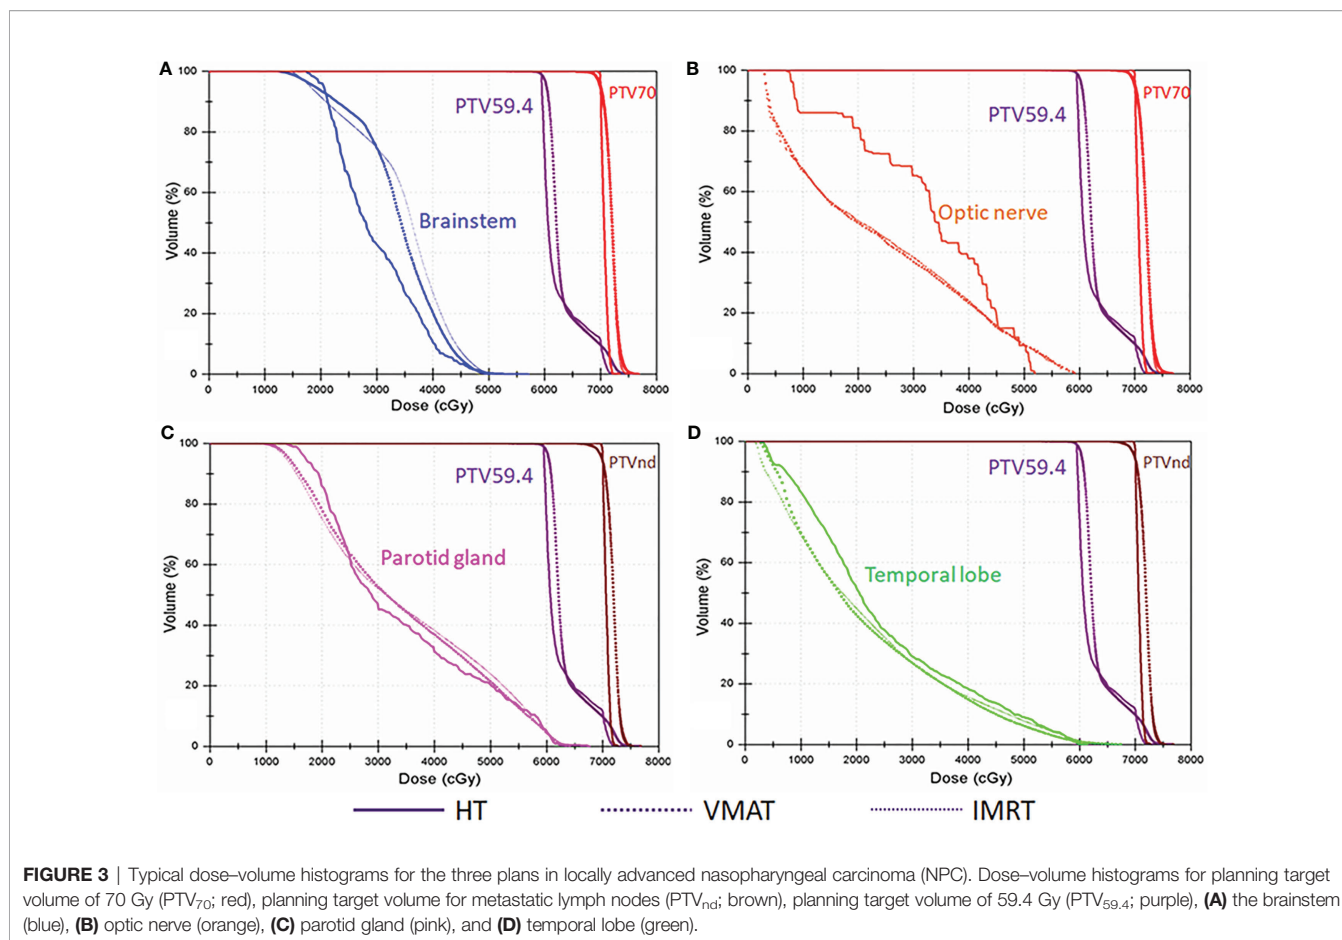 A
100
80
60
40
20
0
Volume (%)
PTV59.4
PTV70
Brainstem
0 1000 2000 3000 4000 5000 6000 7000 8000
Dose (cGy)
B
100
80
60
40
20
0
Volume (%)
PTV59.4
PTV70
Optic nerve
0 1000 2000 3000 4000 5000 6000 7000 8000
Dose (cGy)
C
100
80
60
40
20
0
Volume (%)
PTV59.4
PTVnd
Parotid gland
0 1000 2000 3000 4000 5000 6000 7000 8000
Dose (cGy)
D
100
80
60
40
20
0
Volume (%)
PTV59.4
PTVnd
Temporal lobe
0 1000 2000 3000 4000 5000 6000 7000 8000
Dose (cGy)
HT VMAT IMRT
FIGURE 3 | Typical dose–volume histograms for the three plans in locally advanced nasopharyngeal carcinoma (NPC). Dose–volume histograms for planning target
volume of 70 Gy (PTV70; red), planning target volume for metastatic lymph nodes (PTVnd; brown), planning target volume of 59.4 Gy (PTV59.4; purple), (A) the brainstem
(blue), (B) optic nerve (orange), (C) parotid gland (pink), and (D) temporal lobe (green).